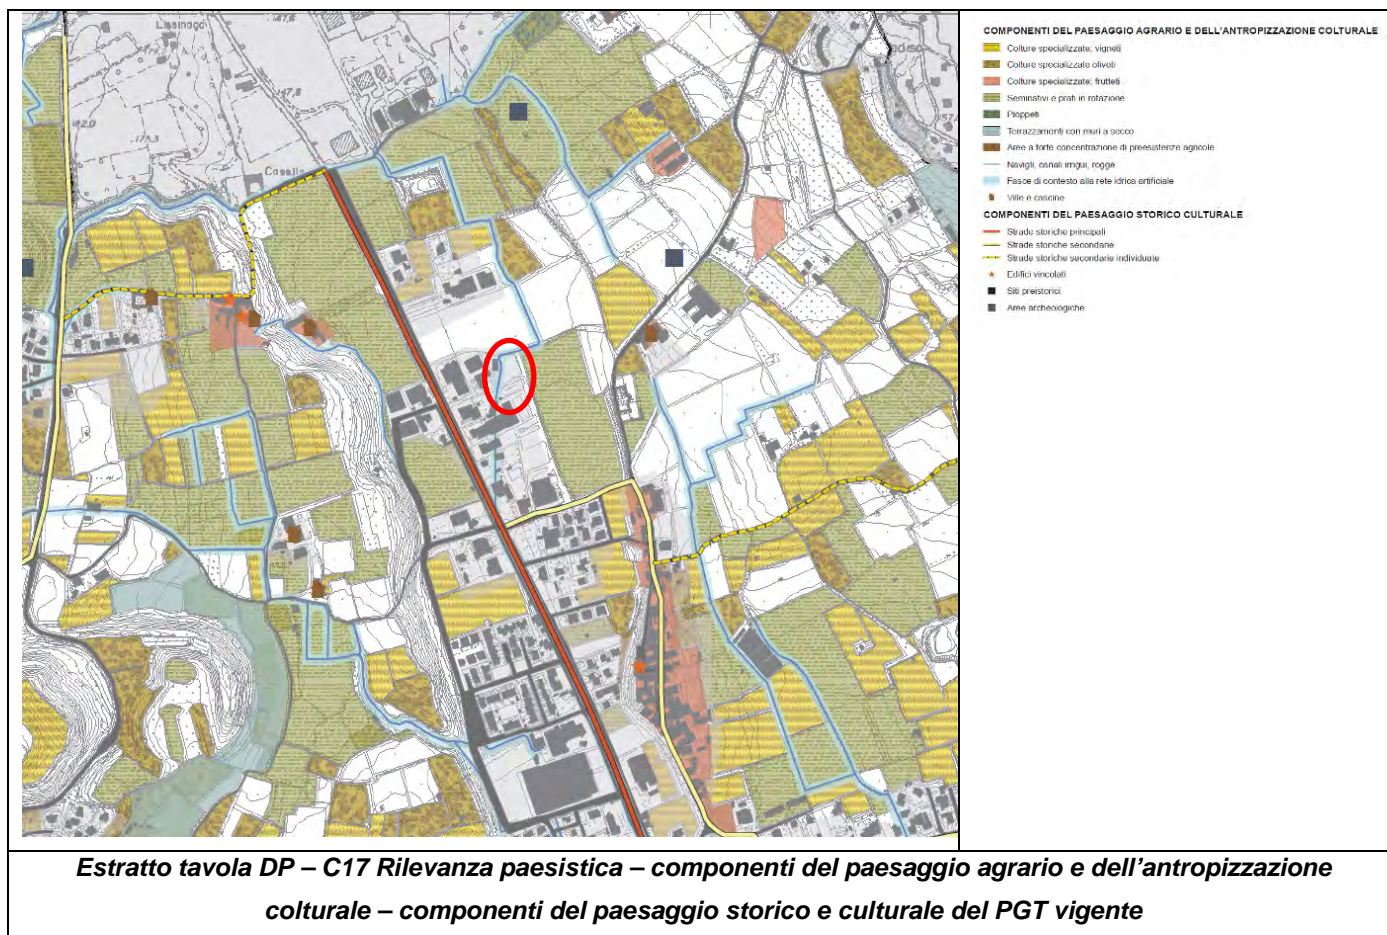 COMPONENTI DEL PAESAGGIO AGRARIO E DELL'ANTROPIZZAZIONE COLTURALE
Colture specializzate: vigneti
Colture specializzate oliveti
Colture specializzate: frutteti
Seminativi e prati in rotazione
Pioppeti
Terrazzamenti con muri a secco
Aree a forte concentrazione di preesistenze agricole
Navigli, canali irrigui, rogge
Fasce di contesto alla rete idrica artificiale
Ville e cascine
COMPONENTI DEL PAESAGGIO STORICO CULTURALE
Strade storiche principali
Strade storiche secondarie
Strade storiche secondarie individuate
Edifici vincolati
Siti preistorici
Aree archeologiche
Estratto tavola DP – C17 Rilevanza paesistica – componenti del paesaggio agrario e dell'antropizzazione
colturale – componenti del paesaggio storico e culturale del PGT vigente